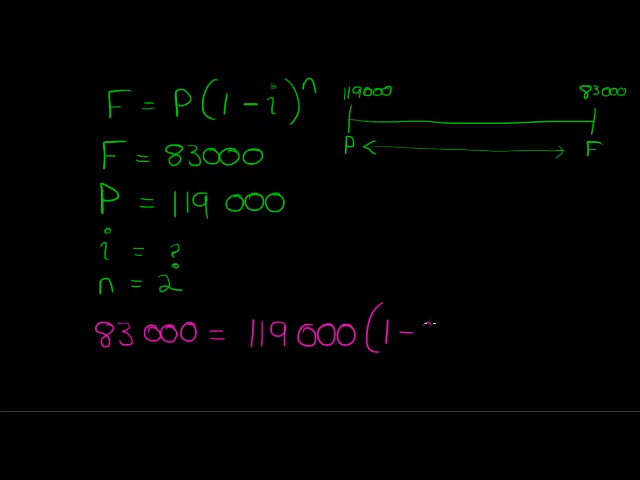 F = P(1 - i)^n
119000
83000
P
F
F = 83000
P = 119 000
i = ?
n = 2
83 000 = 119 000 (1 -